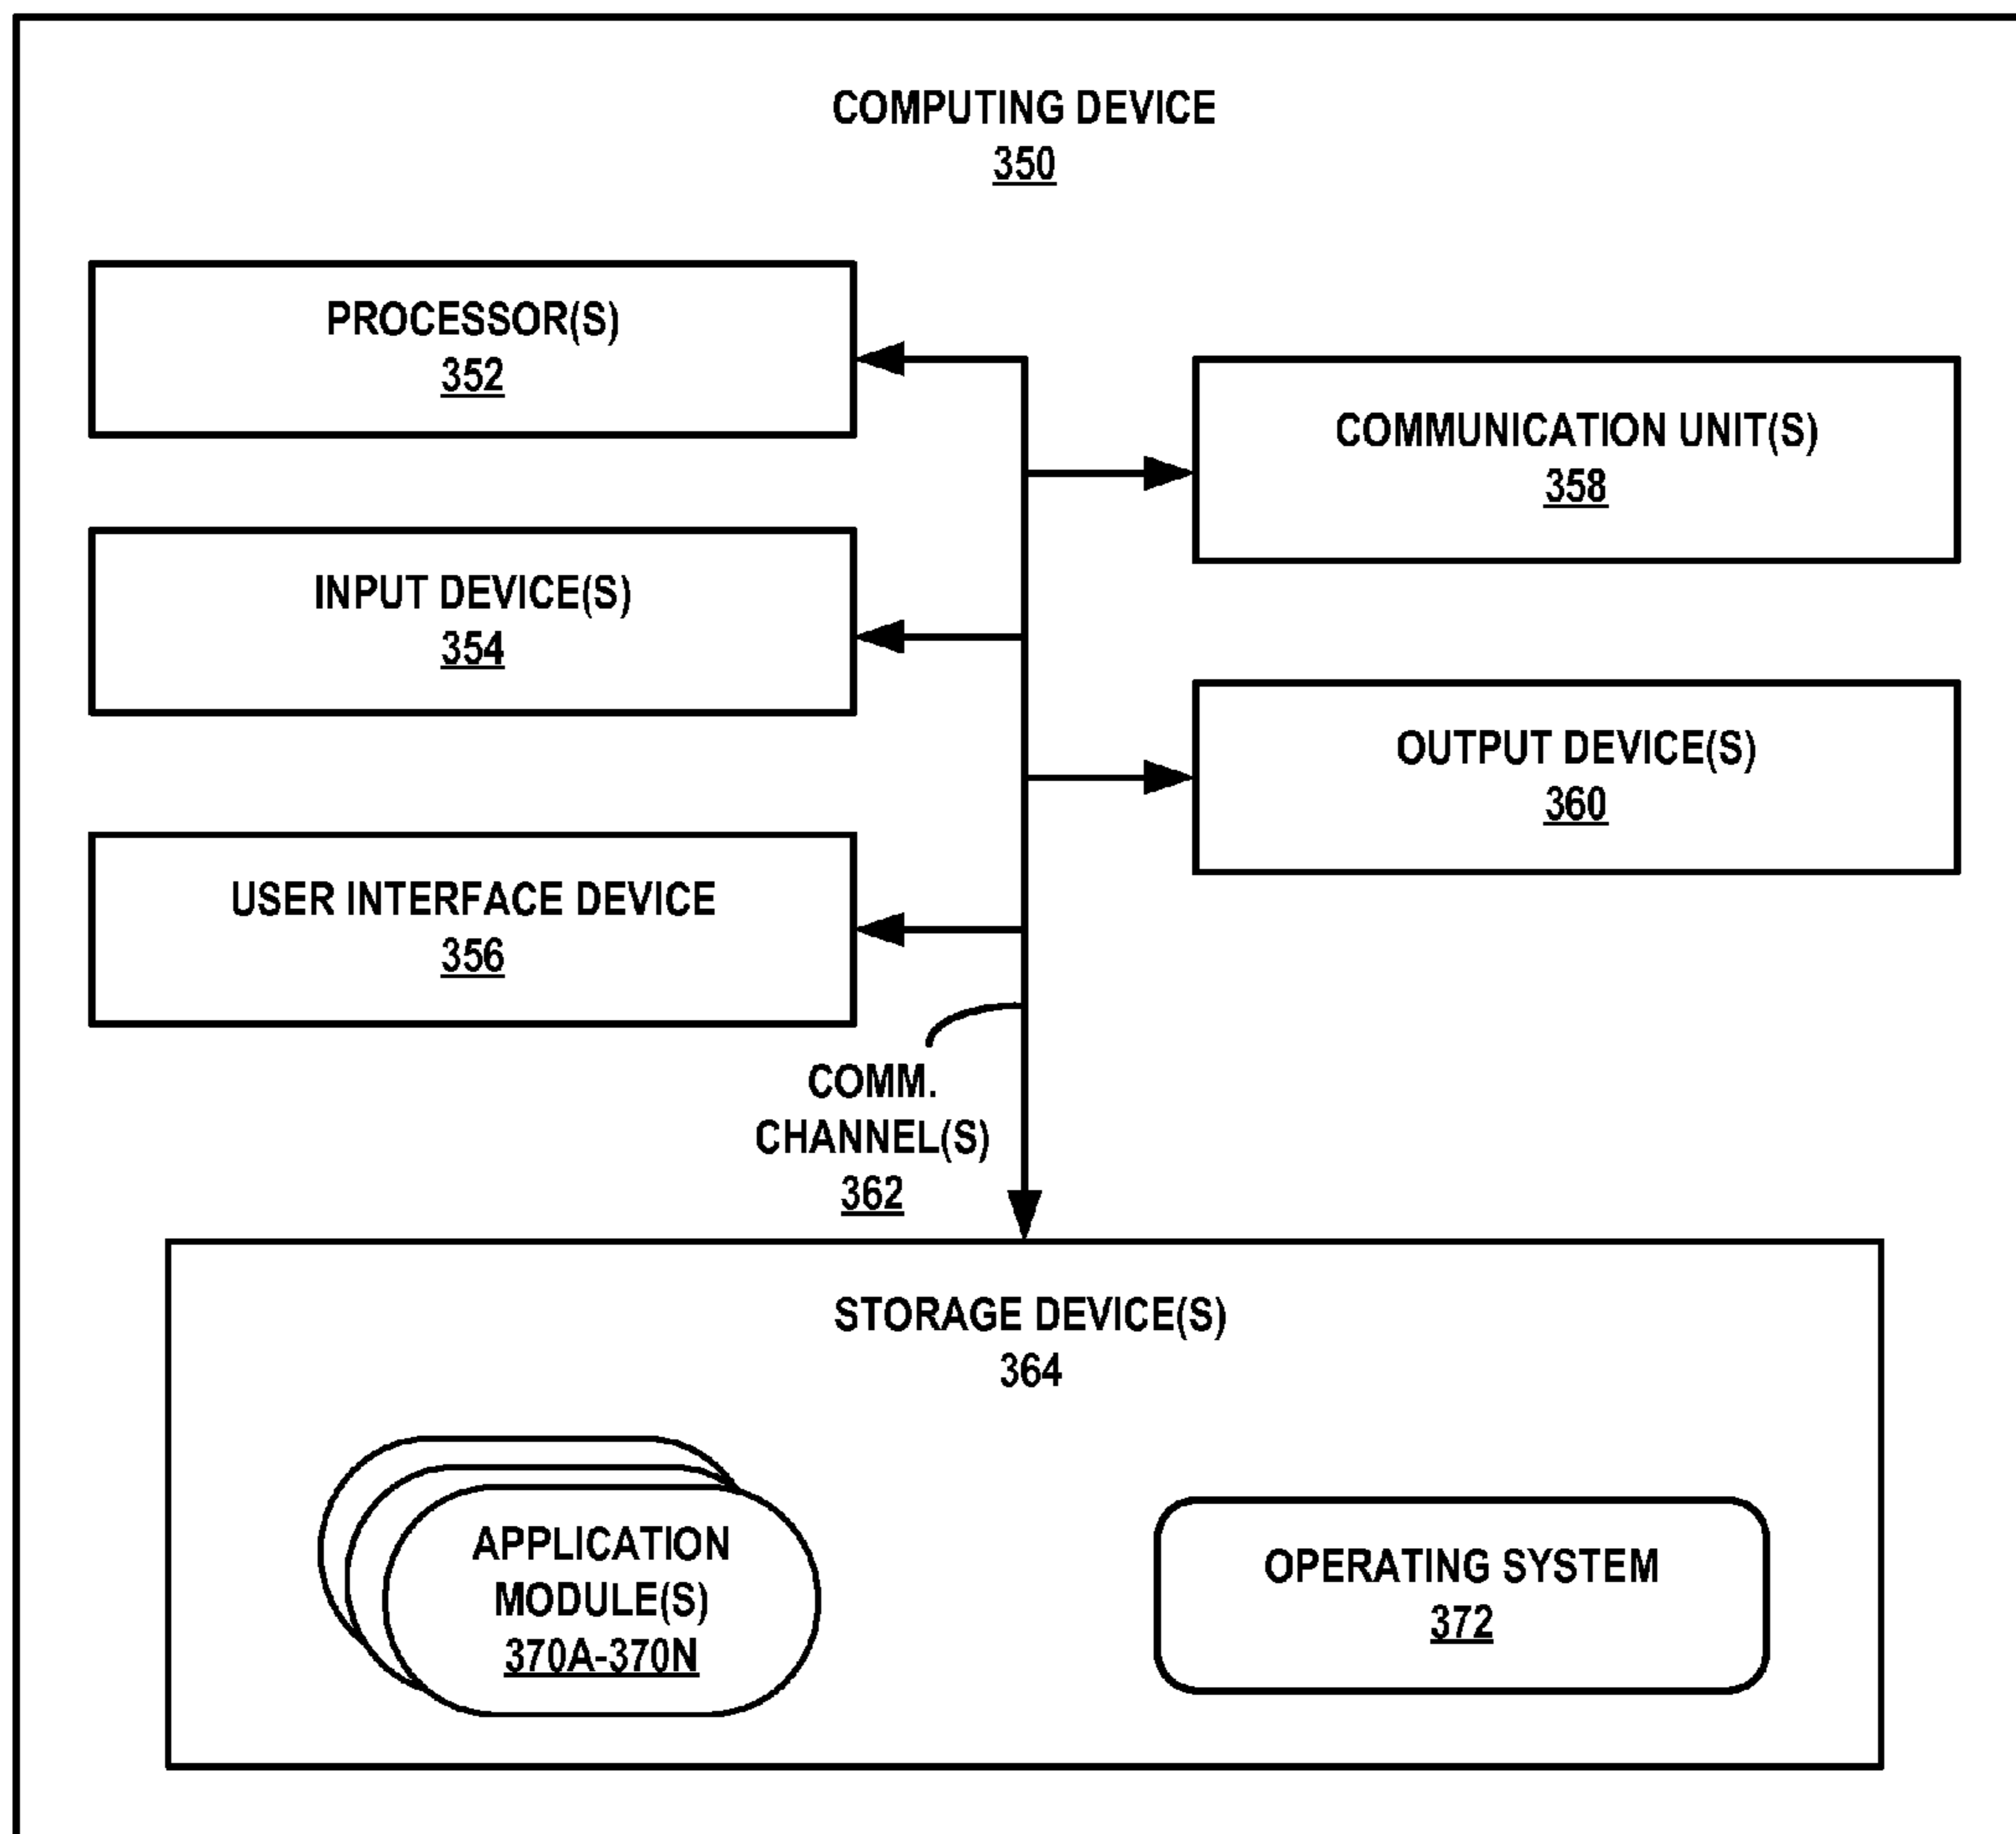 COMPUTING DEVICE
350
PROCESSOR(S)
352
COMMUNICATION UNIT(S)
358
INPUT DEVICE(S)
354
OUTPUT DEVICE(S)
360
USER INTERFACE DEVICE
356
COMM.
CHANNEL(S)
362
STORAGE DEVICE(S)
364
APPLICATION
MODULE(S)
370A-370N
OPERATING SYSTEM
372